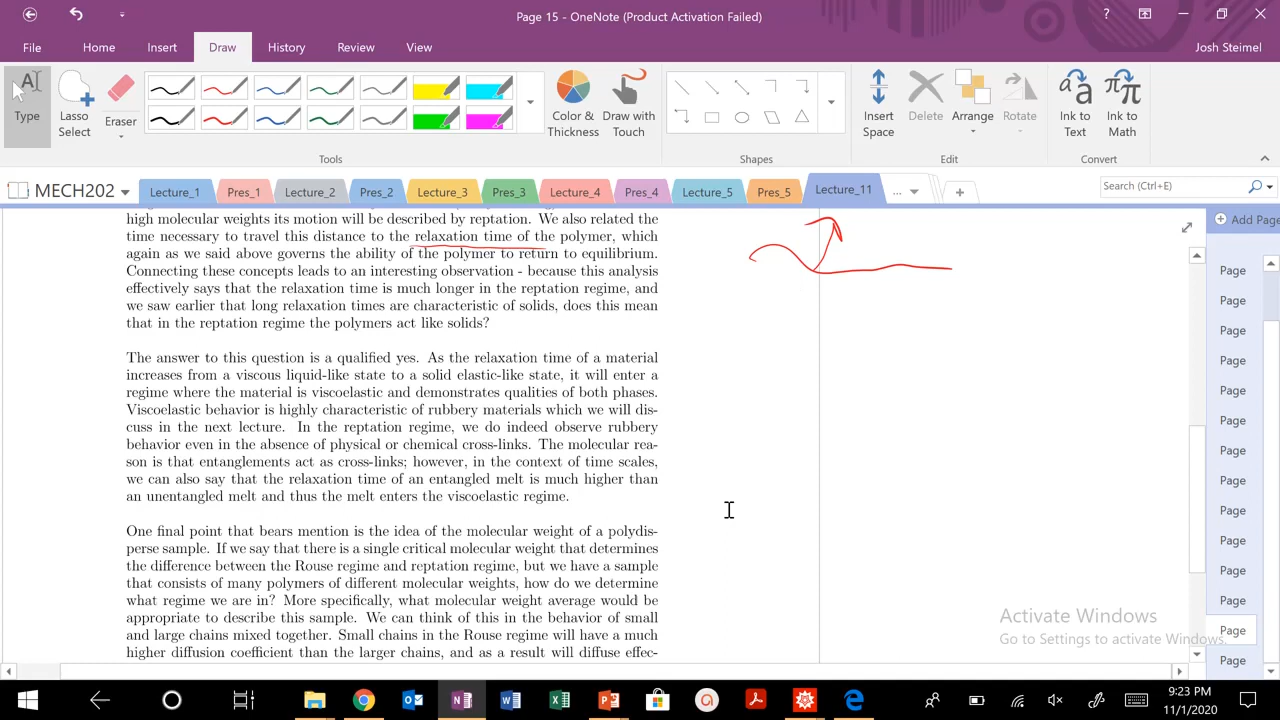 Page 15 - OneNote (Product Activation Failed)
?
File Home Insert Draw History Review View
Josh Steimel
Type
Lasso Select
Eraser
Color & Thickness
Draw with Touch
Insert Space
Delete
Arrange
Rotate
Ink to Text
Ink to Math
Tools Shapes Edit Convert
MECH202 Lecture_1 Pres_1 Lecture_2 Pres_2 Lecture_3 Pres_3 Lecture_4 Pres_4 Lecture_5 Pres_5 Lecture_11 ...
Search (Ctrl+E)
Add Page
high molecular weights its motion will be described by reptation. We also related the
time necessary to travel this distance to the relaxation time of the polymer, which
again as we said above governs the ability of the polymer to return to equilibrium.
Connecting these concepts leads to an interesting observation - because this analysis
effectively says that the relaxation time is much longer in the reptation regime, and
we saw earlier that long relaxation times are characteristic of solids, does this mean
that in the reptation regime the polymers act like solids?
The answer to this question is a qualified yes. As the relaxation time of a material
increases from a viscous liquid-like state to a solid elastic-like state, it will enter a
regime where the material is viscoelastic and demonstrates qualities of both phases.
Viscoelastic behavior is highly characteristic of rubbery materials which we will dis-
cuss in the next lecture. In the reptation regime, we do indeed observe rubbery
behavior even in the absence of physical or chemical cross-links. The molecular rea-
son is that entanglements act as cross-links; however, in the context of time scales,
we can also say that the relaxation time of an entangled melt is much higher than
an unentangled melt and thus the melt enters the viscoelastic regime.
One final point that bears mention is the idea of the molecular weight of a polydis-
perse sample. If we say that there is a single critical molecular weight that determines
the difference between the Rouse regime and reptation regime, but we have a sample
that consists of many polymers of different molecular weights, how do we determine
what regime we are in? More specifically, what molecular weight average would be
appropriate to describe this sample. We can think of this in the behavior of small
and large chains mixed together. Small chains in the Rouse regime will have a much
higher diffusion coefficient than the larger chains, and as a result will diffuse effec-
Page
Page
Page
Page
Page
Page
Page
Page
Page
Page
Page
Page
Page
Page
Activate Windows
Go to Settings to activate Windows.
9:23 PM
11/1/2020